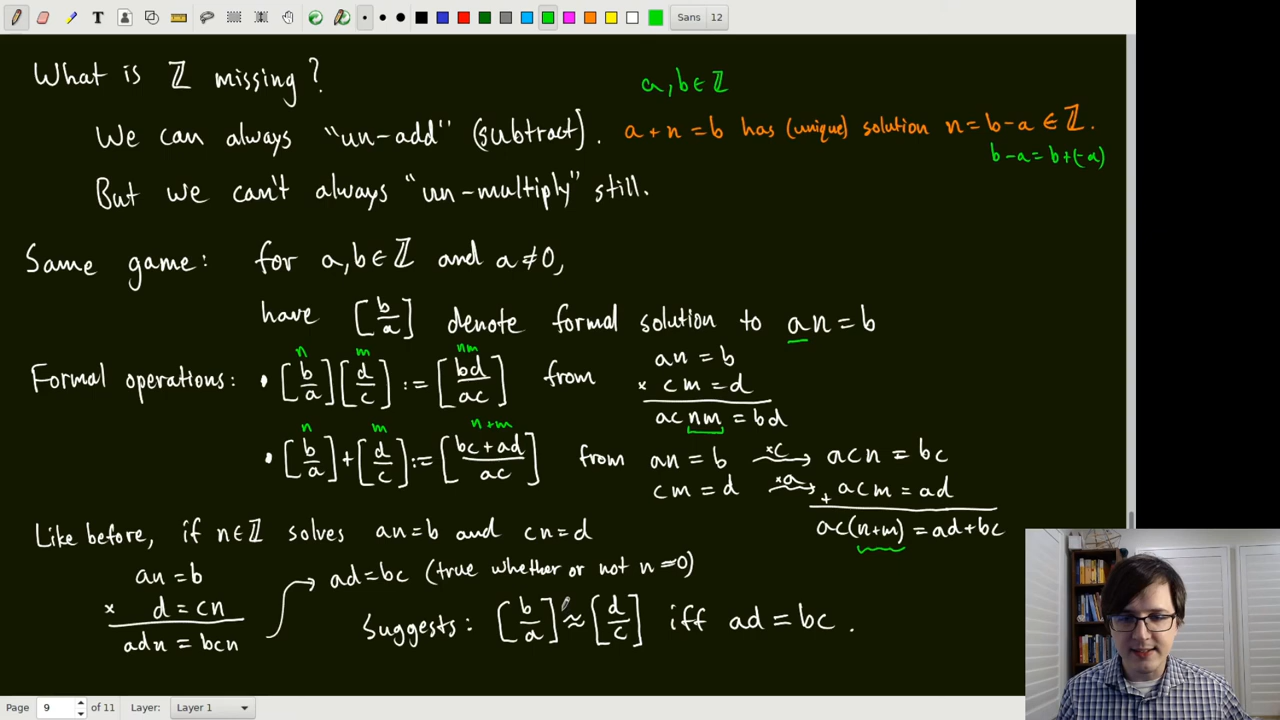 Sans 12
What is ℤ missing?
a, b ∈ ℤ
We can always "un-add" (subtract). a + n = b has (unique) solution n = b - a ∈ ℤ.
b - a = b + (-a)
But we can't always "un-multiply" still.
Same game: for a, b ∈ ℤ and a ≠ 0,
have [b/a] denote formal solution to an = b
n m nm
Formal operations: • [b/a][d/c] := [bd/ac] from an = b
× cm = d
ac nm = bd
n m n+m
• [b/a] + [d/c] := [bc + ad/ac] from an = b ×c → acn = bc
cm = d ×a → + acm = ad
ac(n+m) = ad + bc
Like before, if n ∈ ℤ solves an = b and cn = d
an = b
× d = cn
adn = bcn
→ ad = bc (true whether or not n = 0)
Suggests: [b/a] ≈ [d/c] iff ad = bc.
Page 9 of 11 Layer: Layer 1